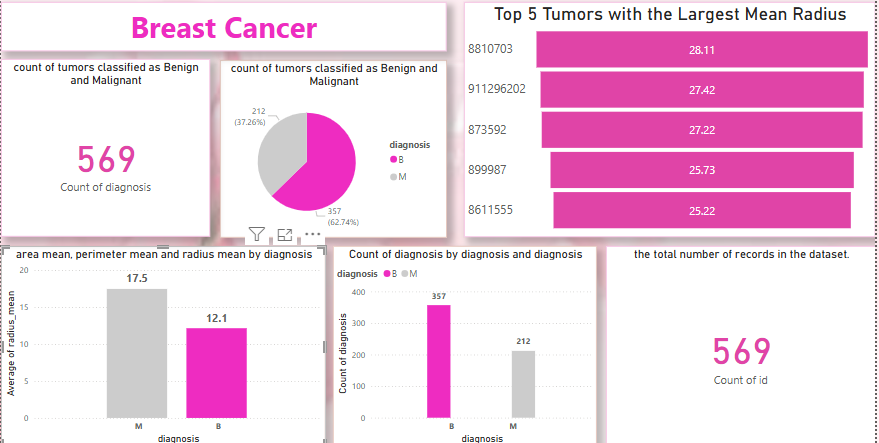 Breast Cancer
Top 5 Tumors with the Largest Mean Radius
8810703
28.11
911296202
27.42
873592
27.22
899987
25.73
8611555
25.22
count of tumors classified as Benign
and Malignant
569
Count of diagnosis
count of tumors classified as Benign and
Malignant
212
(37.26%)
357
(62.74%)
diagnosis
B
M
area mean, perimeter mean and radius mean by diagnosis
Average of radius_mean
20
15
10
5
0
17.5
12.1
M
B
diagnosis
Count of diagnosis by diagnosis and diagnosis
diagnosis B M
Count of diagnosis
400
300
200
100
0
357
212
B
M
diagnosis
the total number of records in the dataset.
569
Count of id